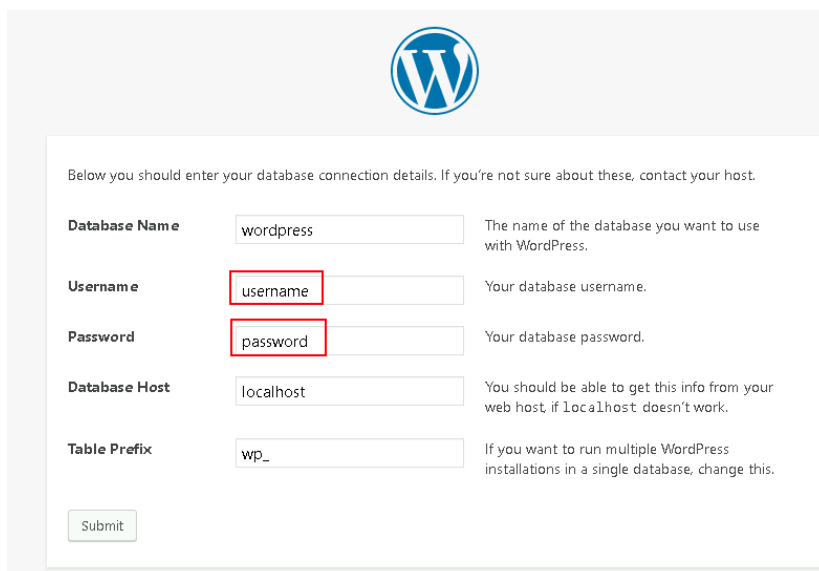 Below you should enter your database connection details. If you're not sure about these, contact your host.
Database Name
wordpress
The name of the database you want to use
with WordPress.
Username
username
Your database username.
Password
password
Your database password.
Database Host
localhost
You should be able to get this info from your
web host, if localhost doesn't work.
Table Prefix
wp_
If you want to run multiple WordPress
installations in a single database, change this.
Submit